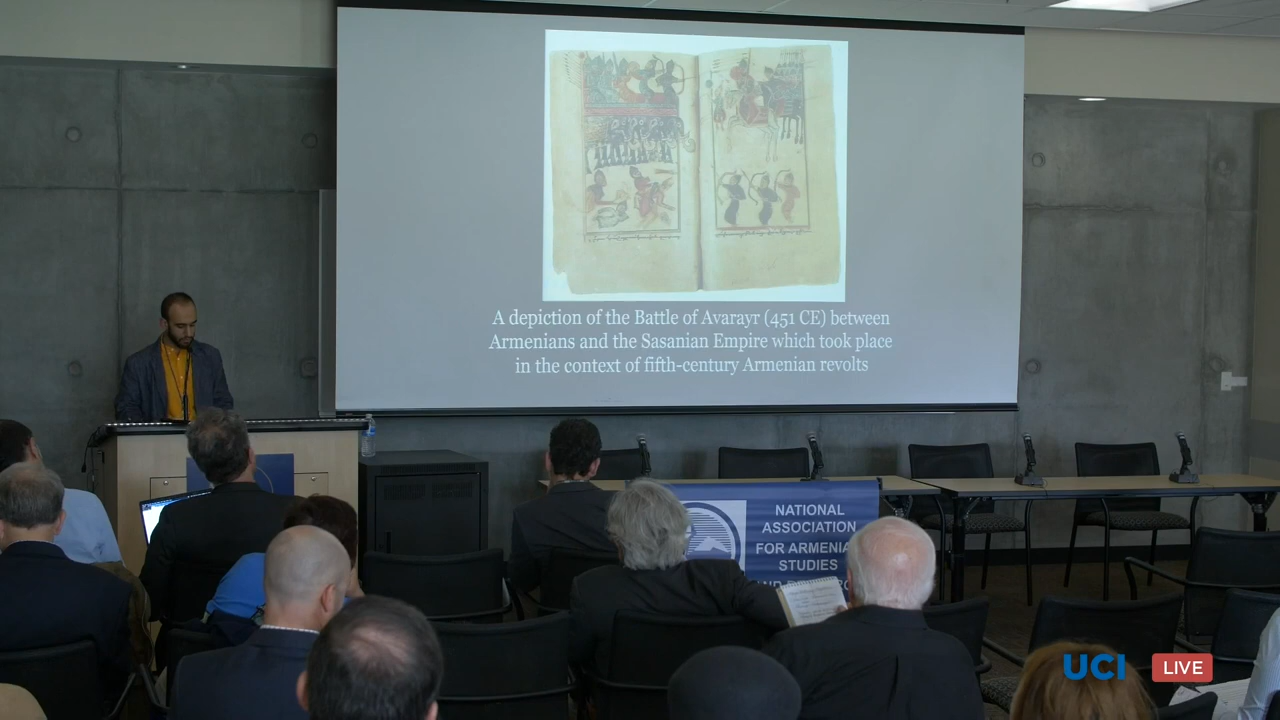 A depiction of the Battle of Avarayr (451 CE) between
Armenians and the Sasanian Empire which took place
in the context of fifth-century Armenian revolts
NATIONAL
ASSOCIATION
FOR ARMENIAN
STUDIES
UCI
LIVE